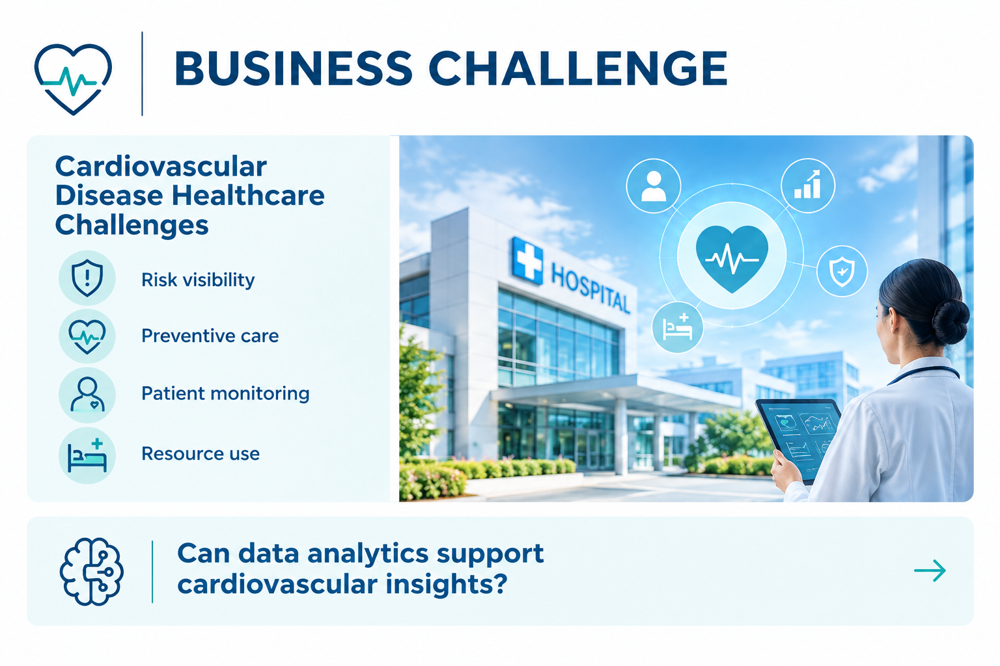 BUSINESS CHALLENGE
Cardiovascular
Disease Healthcare
Challenges
Risk visibility
Preventive care
Patient monitoring
Resource use
HOSPITAL
Can data analytics support
cardiovascular insights?